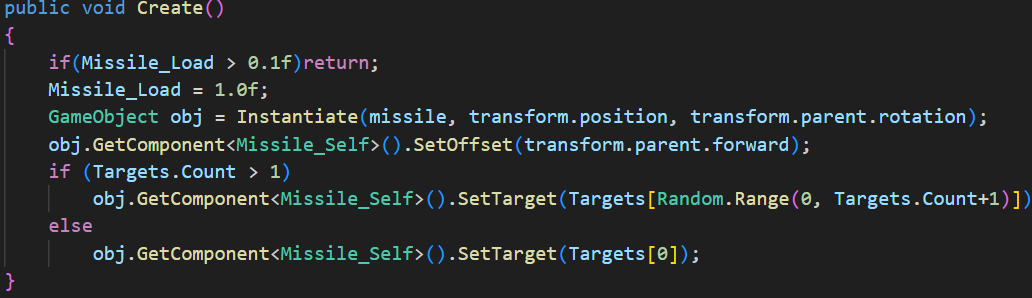 public void Create()
{
if(Missile_Load > 0.1f)return;
Missile_Load = 1.0f;
GameObject obj = Instantiate(missile, transform.position, transform.parent.rotation);
obj.GetComponent<Missile_Self>().SetOffset(transform.parent.forward);
if (Targets.Count > 1)
obj.GetComponent<Missile_Self>().SetTarget(Targets[Random.Range(0, Targets.Count+1)])
else
obj.GetComponent<Missile_Self>().SetTarget(Targets[0]);
}